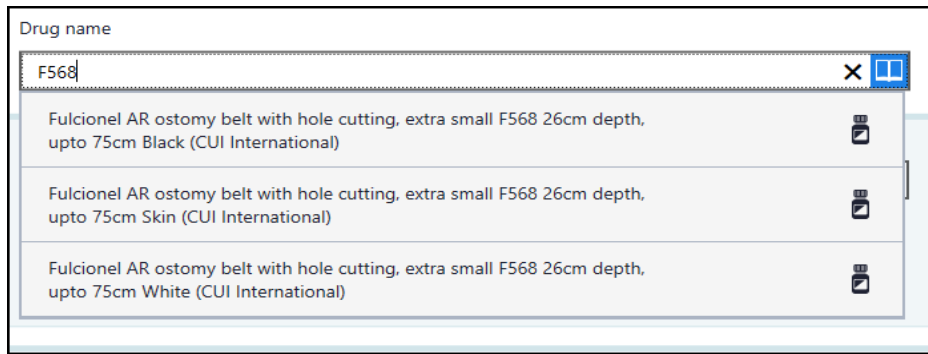 Drug name
F568
Fulcionel AR ostomy belt with hole cutting, extra small F568 26cm depth,
upto 75cm Black (CUI International)
Fulcionel AR ostomy belt with hole cutting, extra small F568 26cm depth,
upto 75cm Skin (CUI International)
Fulcionel AR ostomy belt with hole cutting, extra small F568 26cm depth,
upto 75cm White (CUI International)